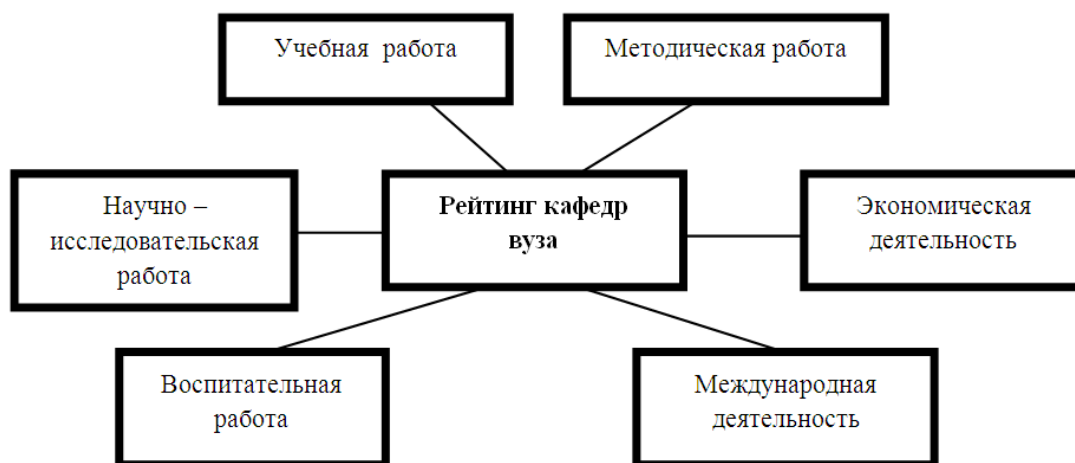 Учебная работа
Методическая работа
Научно –
исследовательская
работа
Рейтинг кафедр
вуза
Экономическая
деятельность
Воспитательная
работа
Международная
деятельность